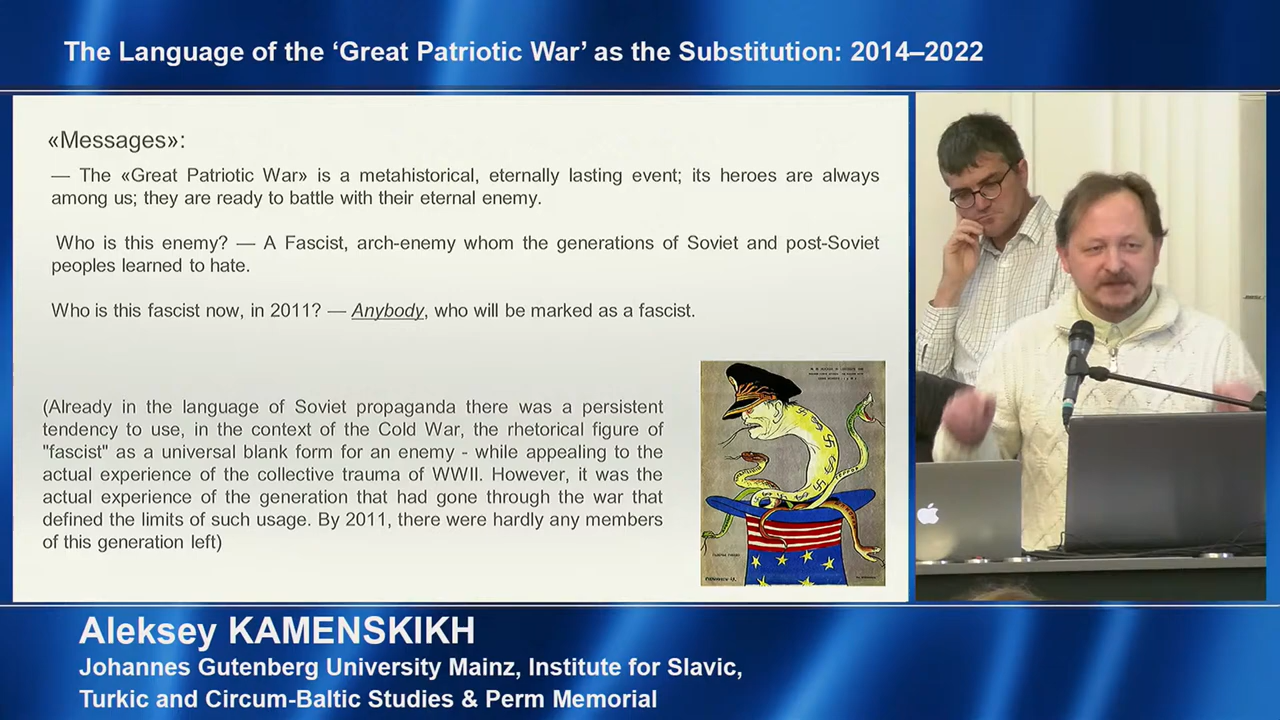 The Language of the ‘Great Patriotic War’ as the Substitution: 2014–2022
«Messages»:
— The «Great Patriotic War» is a metahistorical, eternally lasting event; its heroes are always
among us; they are ready to battle with their eternal enemy.
Who is this enemy? — A Fascist, arch-enemy whom the generations of Soviet and post-Soviet
peoples learned to hate.
Who is this fascist now, in 2011? — Anybody, who will be marked as a fascist.
(Already in the language of Soviet propaganda there was a persistent
tendency to use, in the context of the Cold War, the rhetorical figure of
"fascist" as a universal blank form for an enemy - while appealing to the
actual experience of the collective trauma of WWII. However, it was the
actual experience of the generation that had gone through the war that
defined the limits of such usage. By 2011, there were hardly any members
of this generation left)
Aleksey KAMENSKIKH
Johannes Gutenberg University Mainz, Institute for Slavic,
Turkic and Circum-Baltic Studies & Perm Memorial